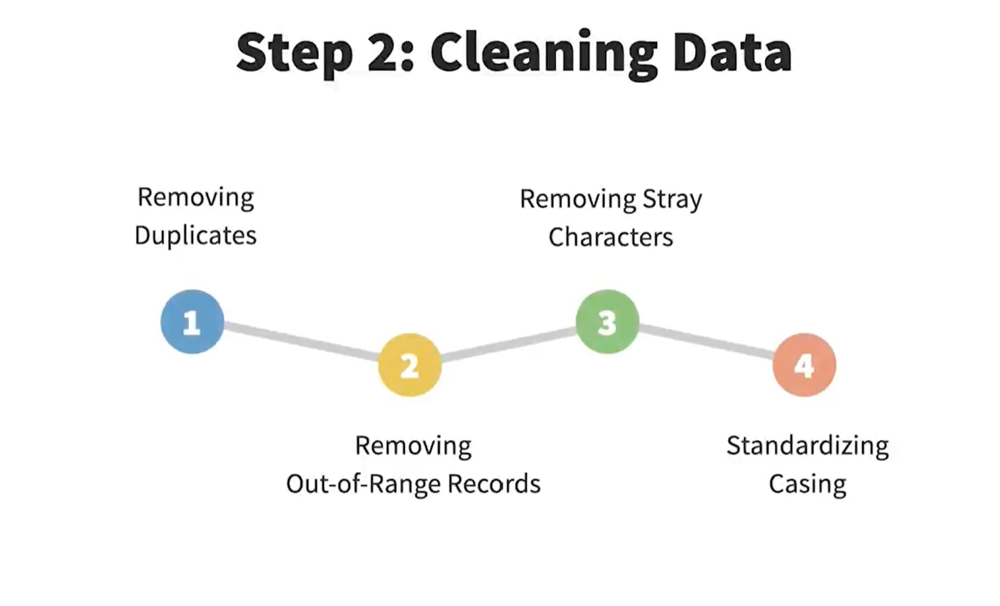 Step 2: Cleaning Data
Removing
Duplicates
Removing Stray
Characters
1
2
3
4
Removing
Out-of-Range Records
Standardizing
Casing